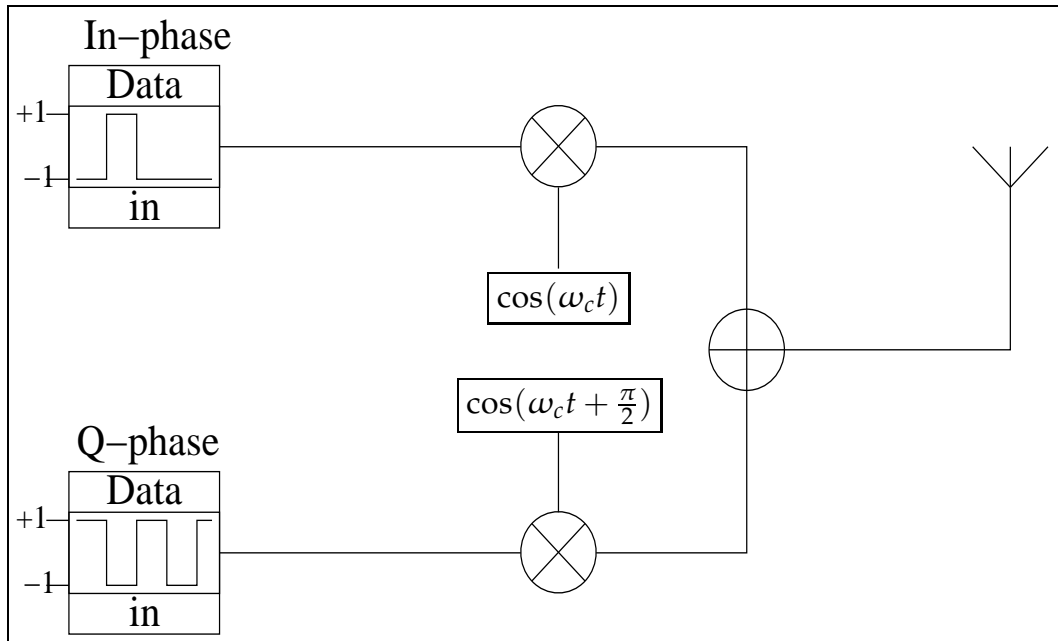 In−phase
Data
+1
−1
in
cos(ω_c t)
cos(ω_c t + π/2)
Q−phase
Data
+1
−1
in